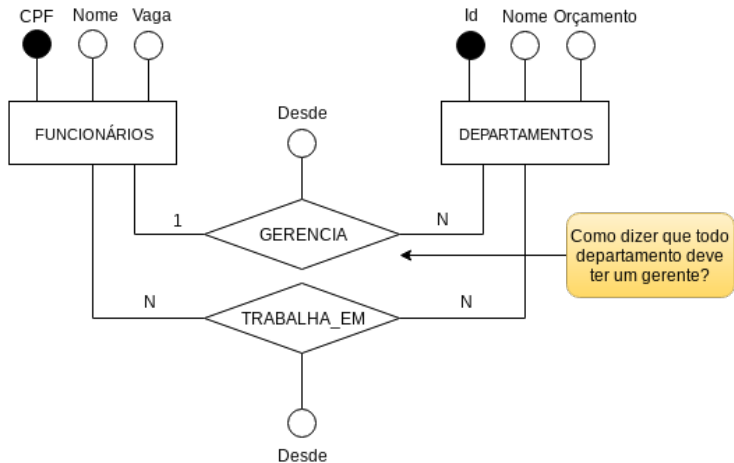 CPF Nome Vaga
Id Nome Orçamento
FUNCIONÁRIOS
DEPARTAMENTOS
Desde
1
GERENCIA
N
Como dizer que todo
departamento deve
ter um gerente?
N
TRABALHA_EM
N
Desde